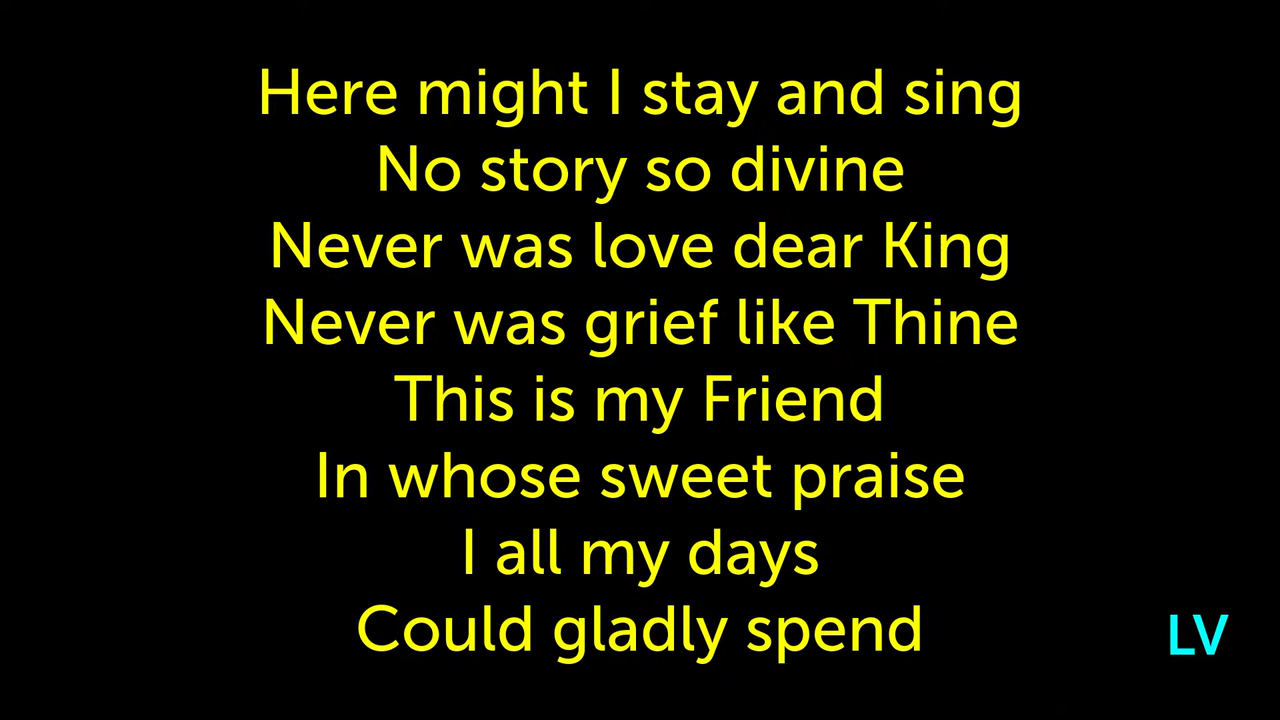 Here might I stay and sing
No story so divine
Never was love dear King
Never was grief like Thine
This is my Friend
In whose sweet praise
I all my days
Could gladly spend
LV